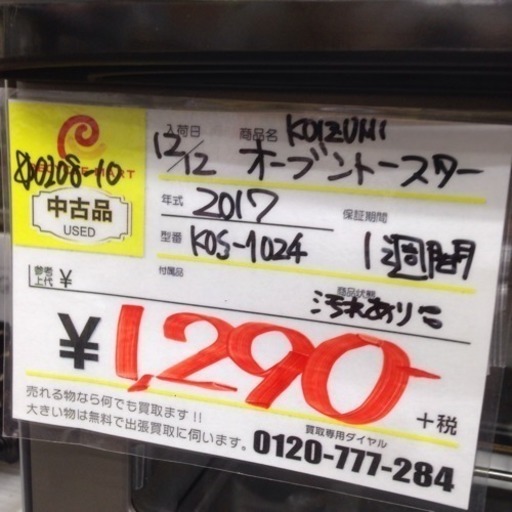 入荷日 12/12 商品名 KOIZUMI
オーブントースター
0208-10
中古品
USED
年式 2017 保証期間
型番 KOS-1024 1週間
参考上代 ¥ 付属品 商品状態
汚れあり
¥1,290 +税
売れる物なら何でも買取ます!!
大きい物は無料で出張買取に伺います。
買取専用ダイヤル
0120-777-284